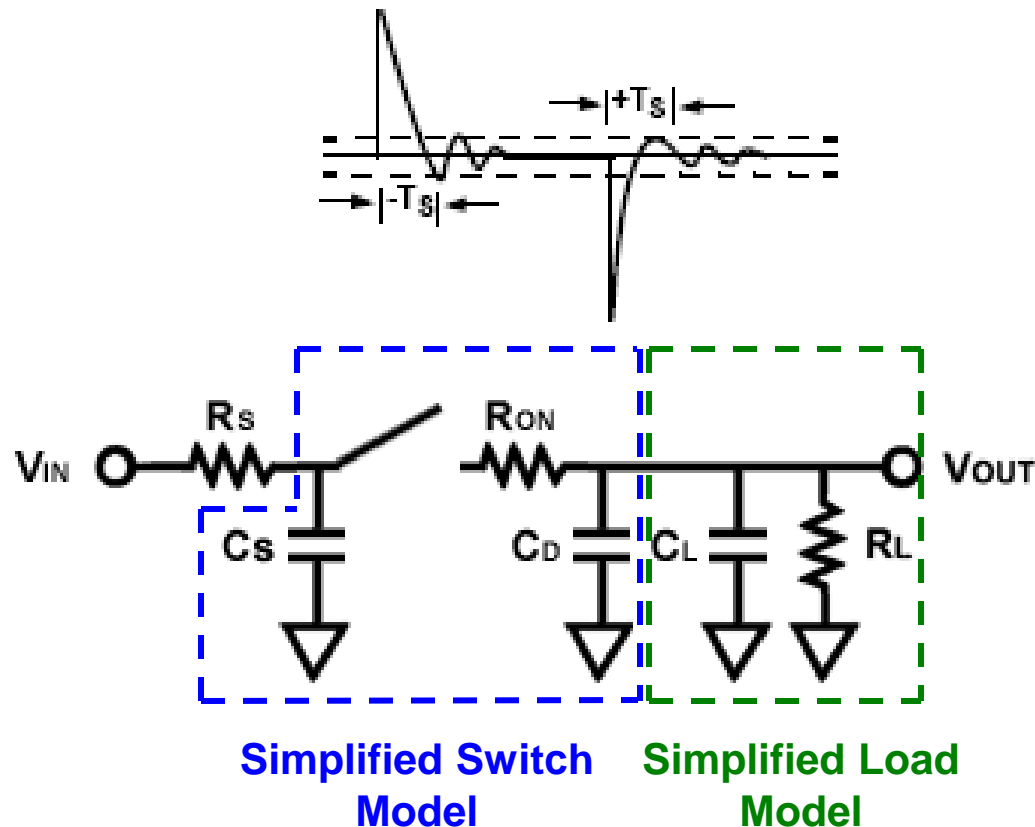 +TS
-TS
RS
RON
VIN
VOUT
CS
CD
CL
RL
Simplified Switch
Model
Simplified Load
Model